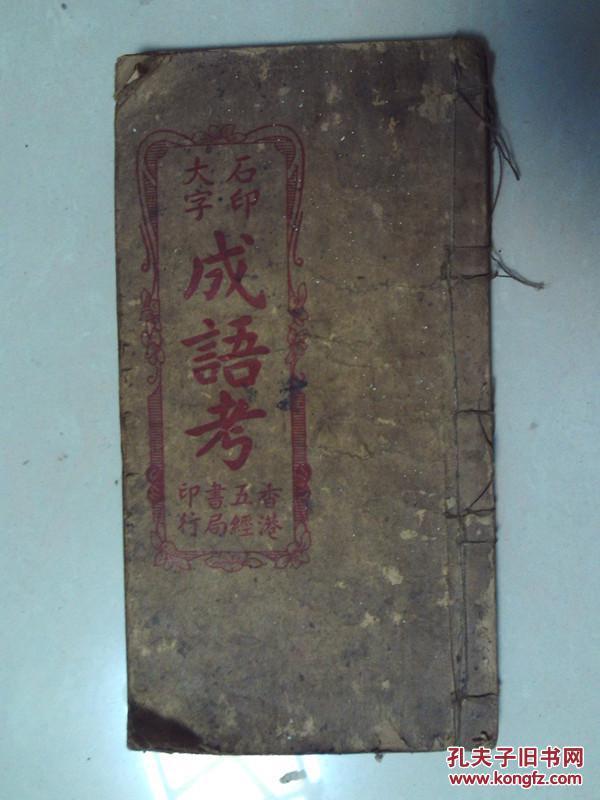 石印
大字
成語考
香港
五經
書局
印行
孔夫子旧书网
www.kongfz.com